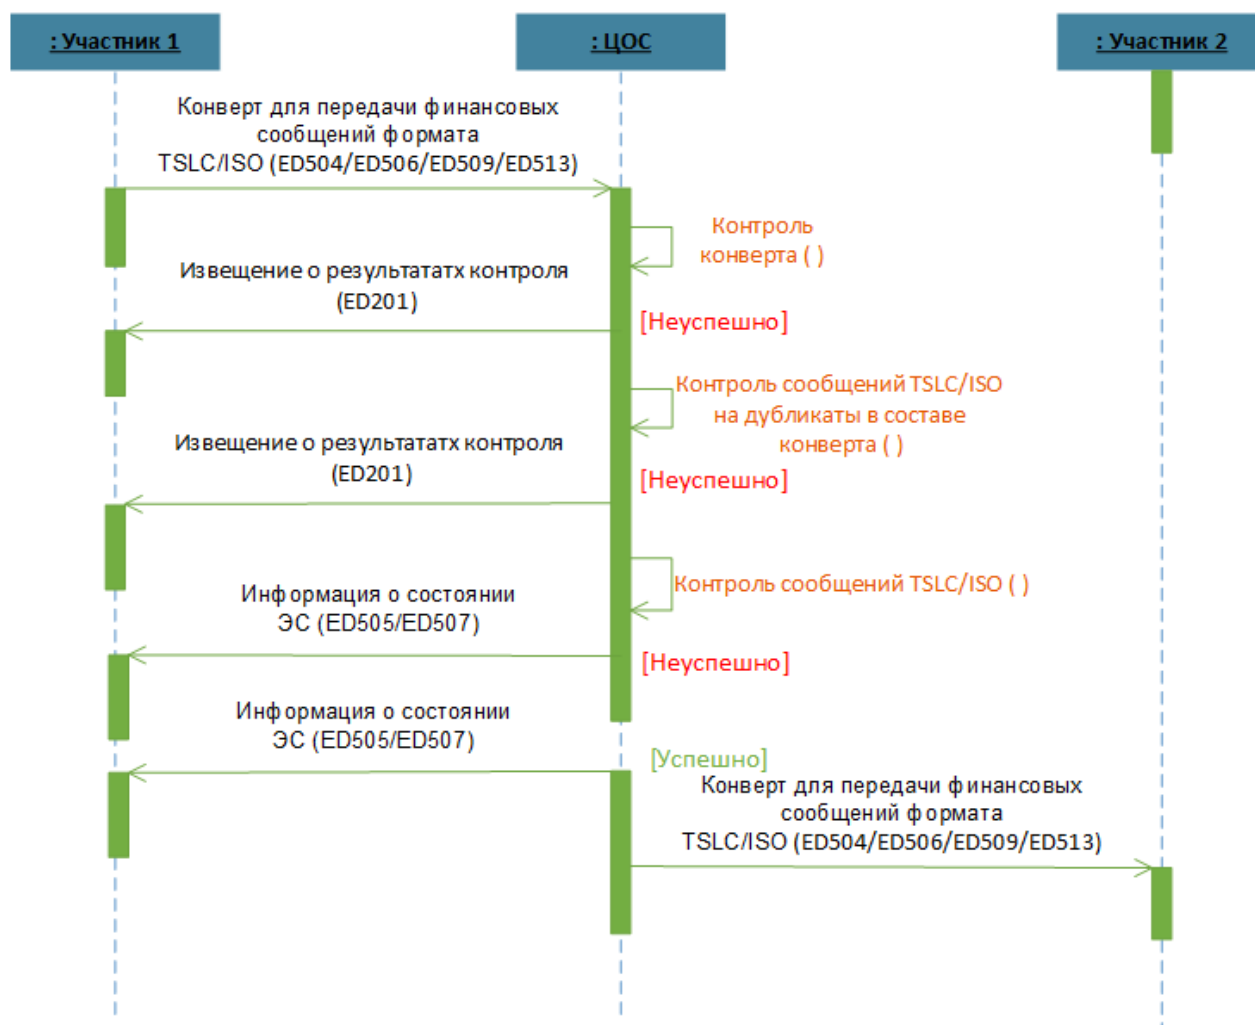 : Участник 1
: ЦОС
: Участник 2
Конверт для передачи финансовых
сообщений формата
TSLC/ISO (ED504/ED506/ED509/ED513)
Контроль
конверта ( )
Извещение о результататх контроля
(ED201)
[Неуспешно]
Контроль сообщений TSLC/ISO
на дубликаты в составе
конверта ( )
Извещение о результататх контроля
(ED201)
[Неуспешно]
Контроль сообщений TSLC/ISO ( )
Информация о состоянии
ЭС (ED505/ED507)
[Неуспешно]
Информация о состоянии
ЭС (ED505/ED507)
[Успешно]
Конверт для передачи финансовых
сообщений формата
TSLC/ISO (ED504/ED506/ED509/ED513)